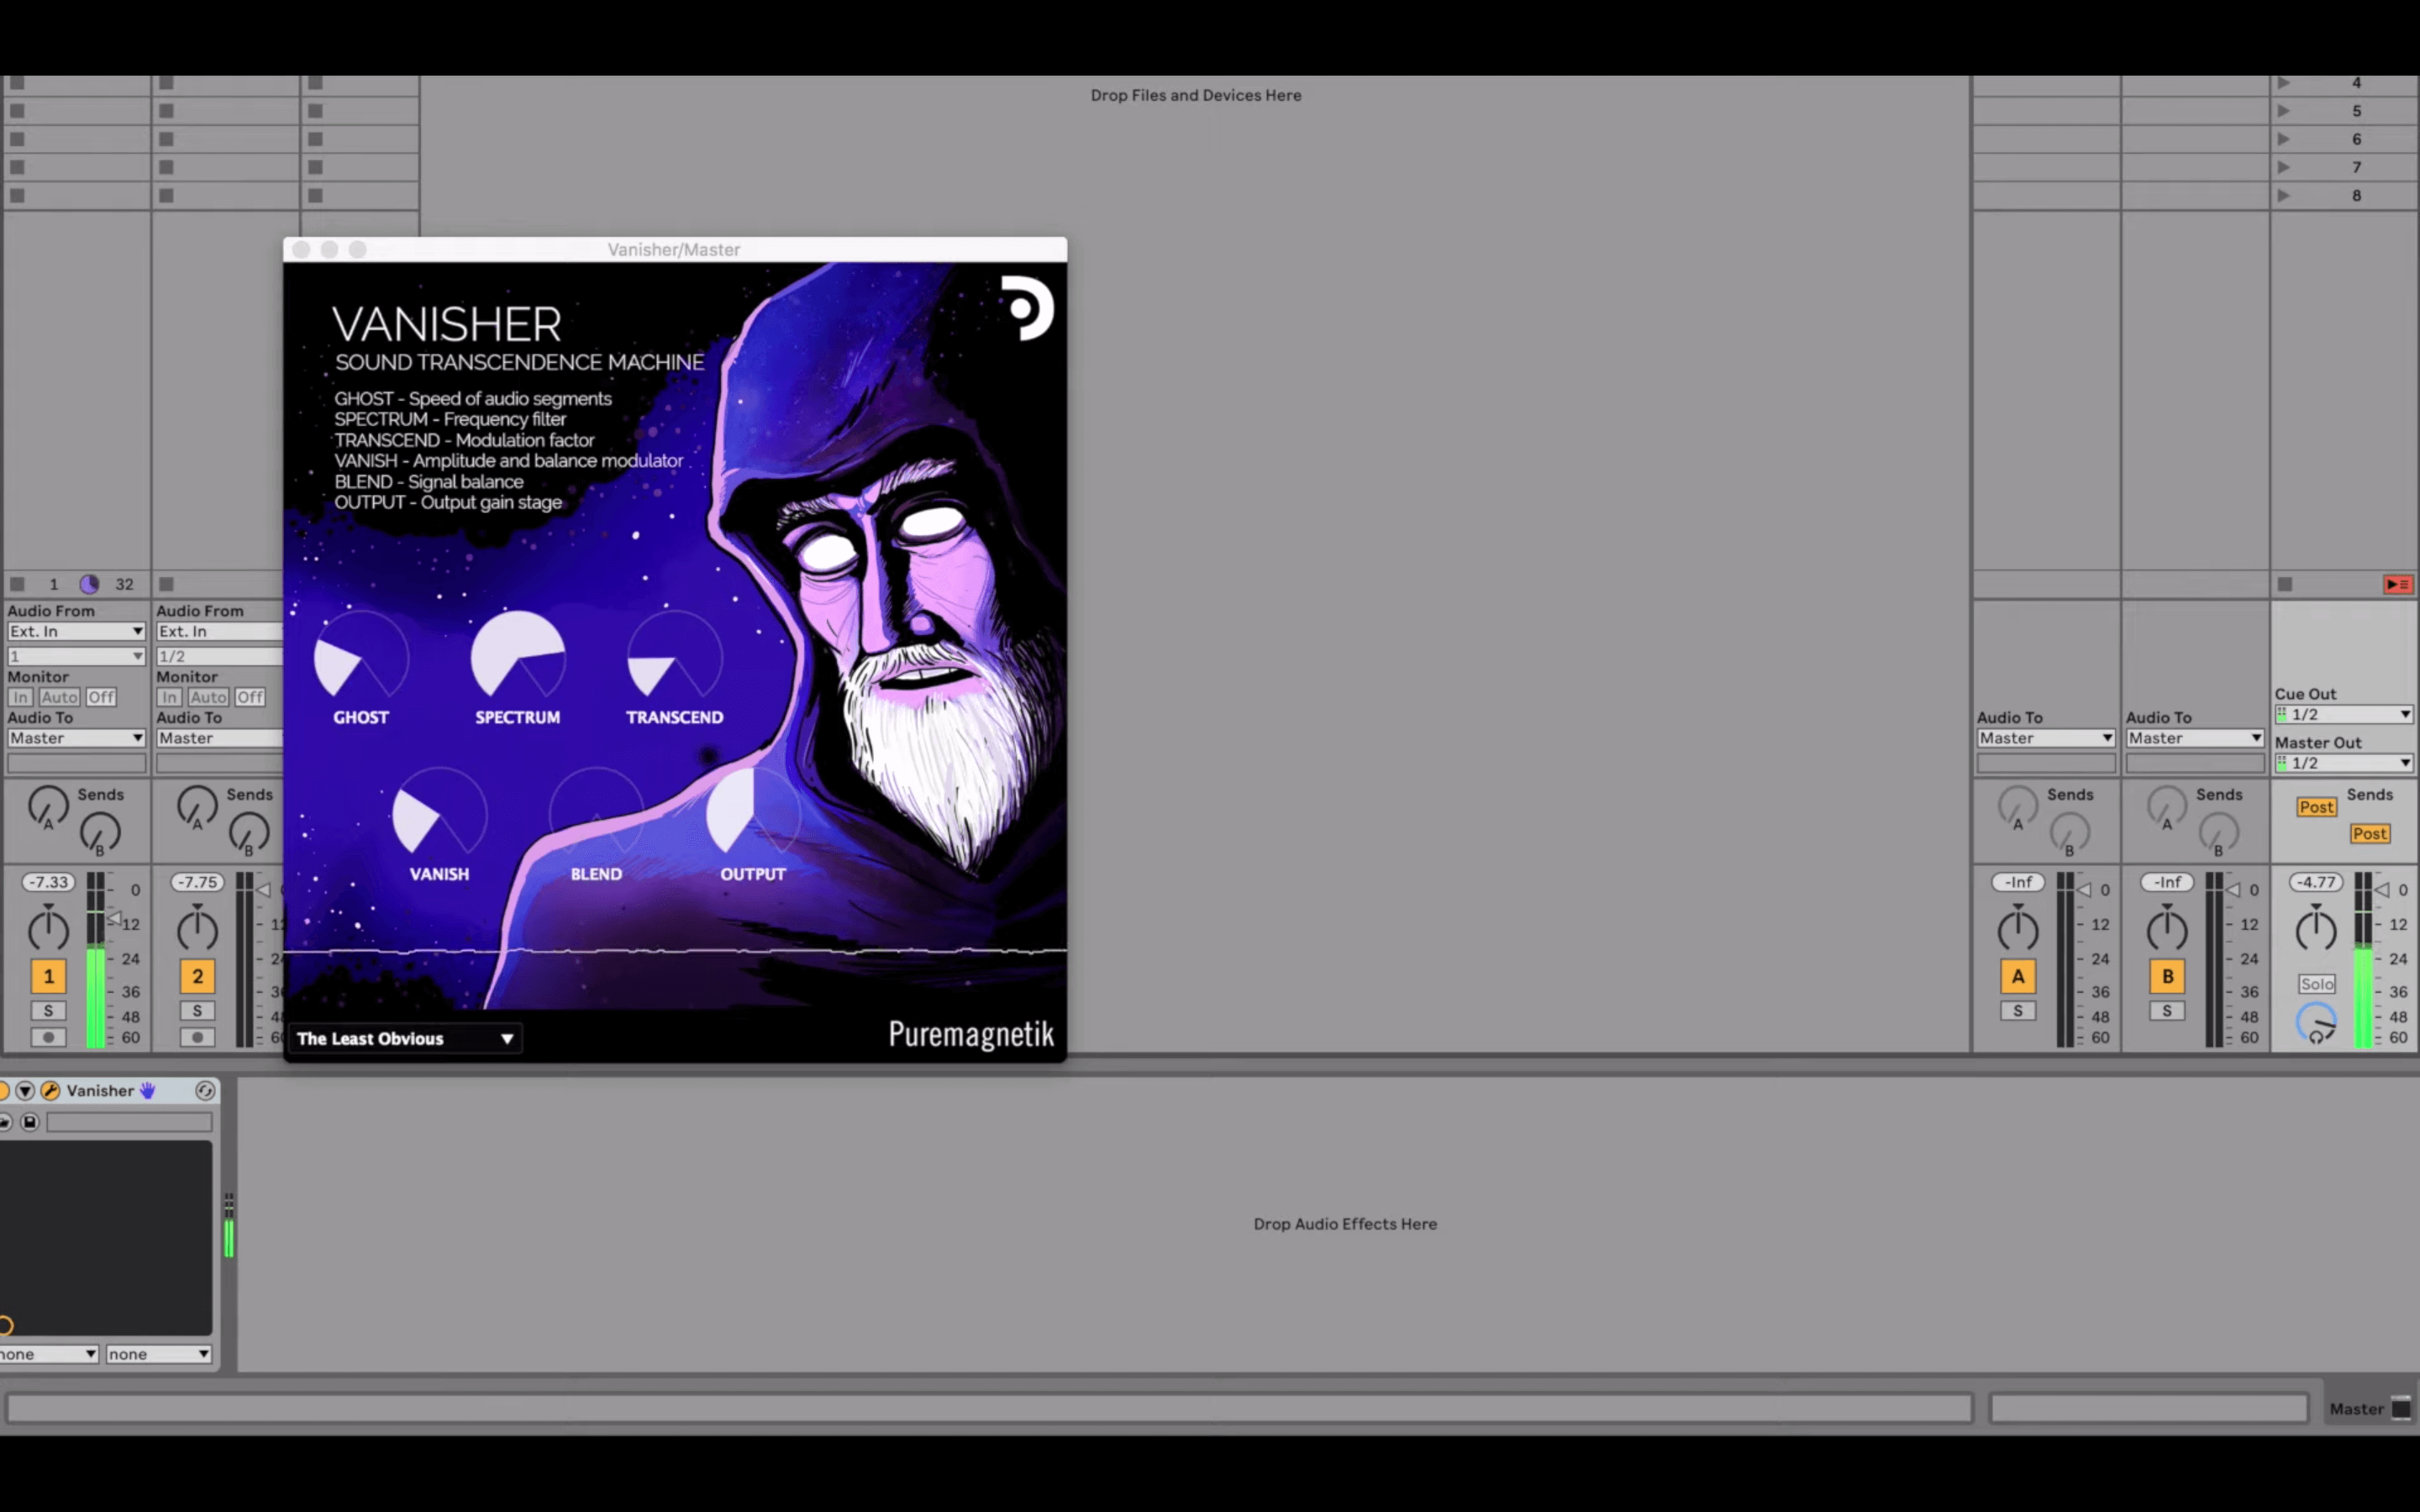 Drop Files and Devices Here
4
5
6
7
8
Vanisher/Master
VANISHER
SOUND TRANSCENDENCE MACHINE
GHOST - Speed of audio segments
SPECTRUM - Frequency filter
TRANSCEND - Modulation factor
VANISH - Amplitude and balance modulator
BLEND - Signal balance
OUTPUT - Output gain stage
GHOST SPECTRUM TRANSCEND
VANISH BLEND OUTPUT
The Least Obvious
Puremagnetik
1 32
Audio From
Ext. In
1
Monitor
In Auto Off
Audio To
Master
Sends
A
B
-7.33
0
12
24
36
48
60
1
S
Audio From
Ext. In
1/2
Monitor
In Auto Off
Audio To
Master
Sends
A
B
-7.75
2
S
Audio To
Master
Sends
A
B
-Inf
0
12
24
36
48
60
A
S
Audio To
Master
Sends
A
B
-Inf
0
12
24
36
48
60
B
S
Cue Out
1/2
Master Out
1/2
Sends
Post
Post
-4.77
0
12
24
36
48
60
Solo
Vanisher
none none
Drop Audio Effects Here
Master